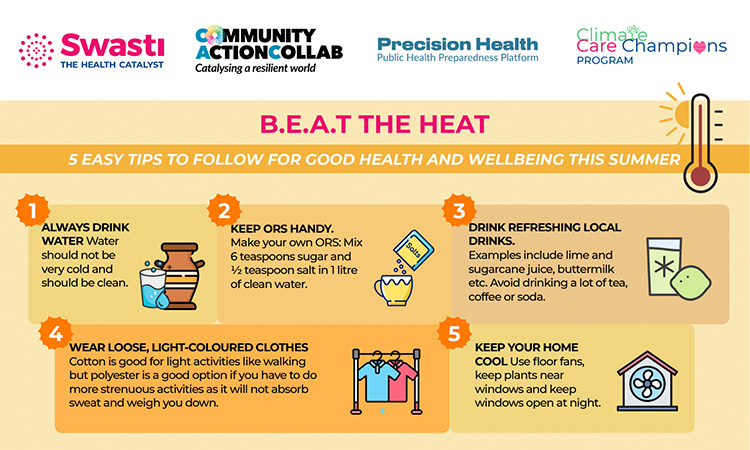 Swasti
THE HEALTH CATALYST
COMMUNITY
ACTIONCOLLAB
Catalysing a resilient world
Precision Health
Public Health Preparedness Platform
Climate
Care Champions
PROGRAM
B.E.A.T THE HEAT
5 EASY TIPS TO FOLLOW FOR GOOD HEALTH AND WELLBEING THIS SUMMER
1
ALWAYS DRINK
WATER Water
should not be
very cold and
should be clean.
2
KEEP ORS HANDY.
Make your own ORS: Mix
6 teaspoons sugar and
½ teaspoon salt in 1 litre
of clean water.
Salts
3
DRINK REFRESHING LOCAL
DRINKS.
Examples include lime and
sugarcane juice, buttermilk
etc. Avoid drinking a lot of tea,
coffee or soda.
4
WEAR LOOSE, LIGHT-COLOURED CLOTHES
Cotton is good for light activities like walking
but polyester is a good option if you have to do
more strenuous activities as it will not absorb
sweat and weigh you down.
5
KEEP YOUR HOME
COOL Use floor fans,
keep plants near
windows and keep
windows open at night.